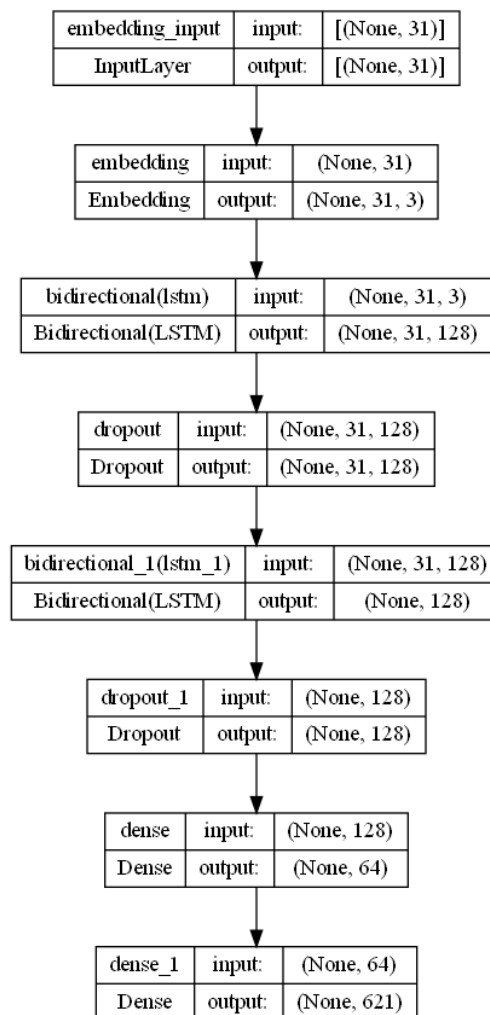 embedding_input input: [(None, 31)]
InputLayer output: [(None, 31)]
embedding input: (None, 31)
Embedding output: (None, 31, 3)
bidirectional(lstm) input: (None, 31, 3)
Bidirectional(LSTM) output: (None, 31, 128)
dropout input: (None, 31, 128)
Dropout output: (None, 31, 128)
bidirectional_1(lstm_1) input: (None, 31, 128)
Bidirectional(LSTM) output: (None, 128)
dropout_1 input: (None, 128)
Dropout output: (None, 128)
dense input: (None, 128)
Dense output: (None, 64)
dense_1 input: (None, 64)
Dense output: (None, 621)